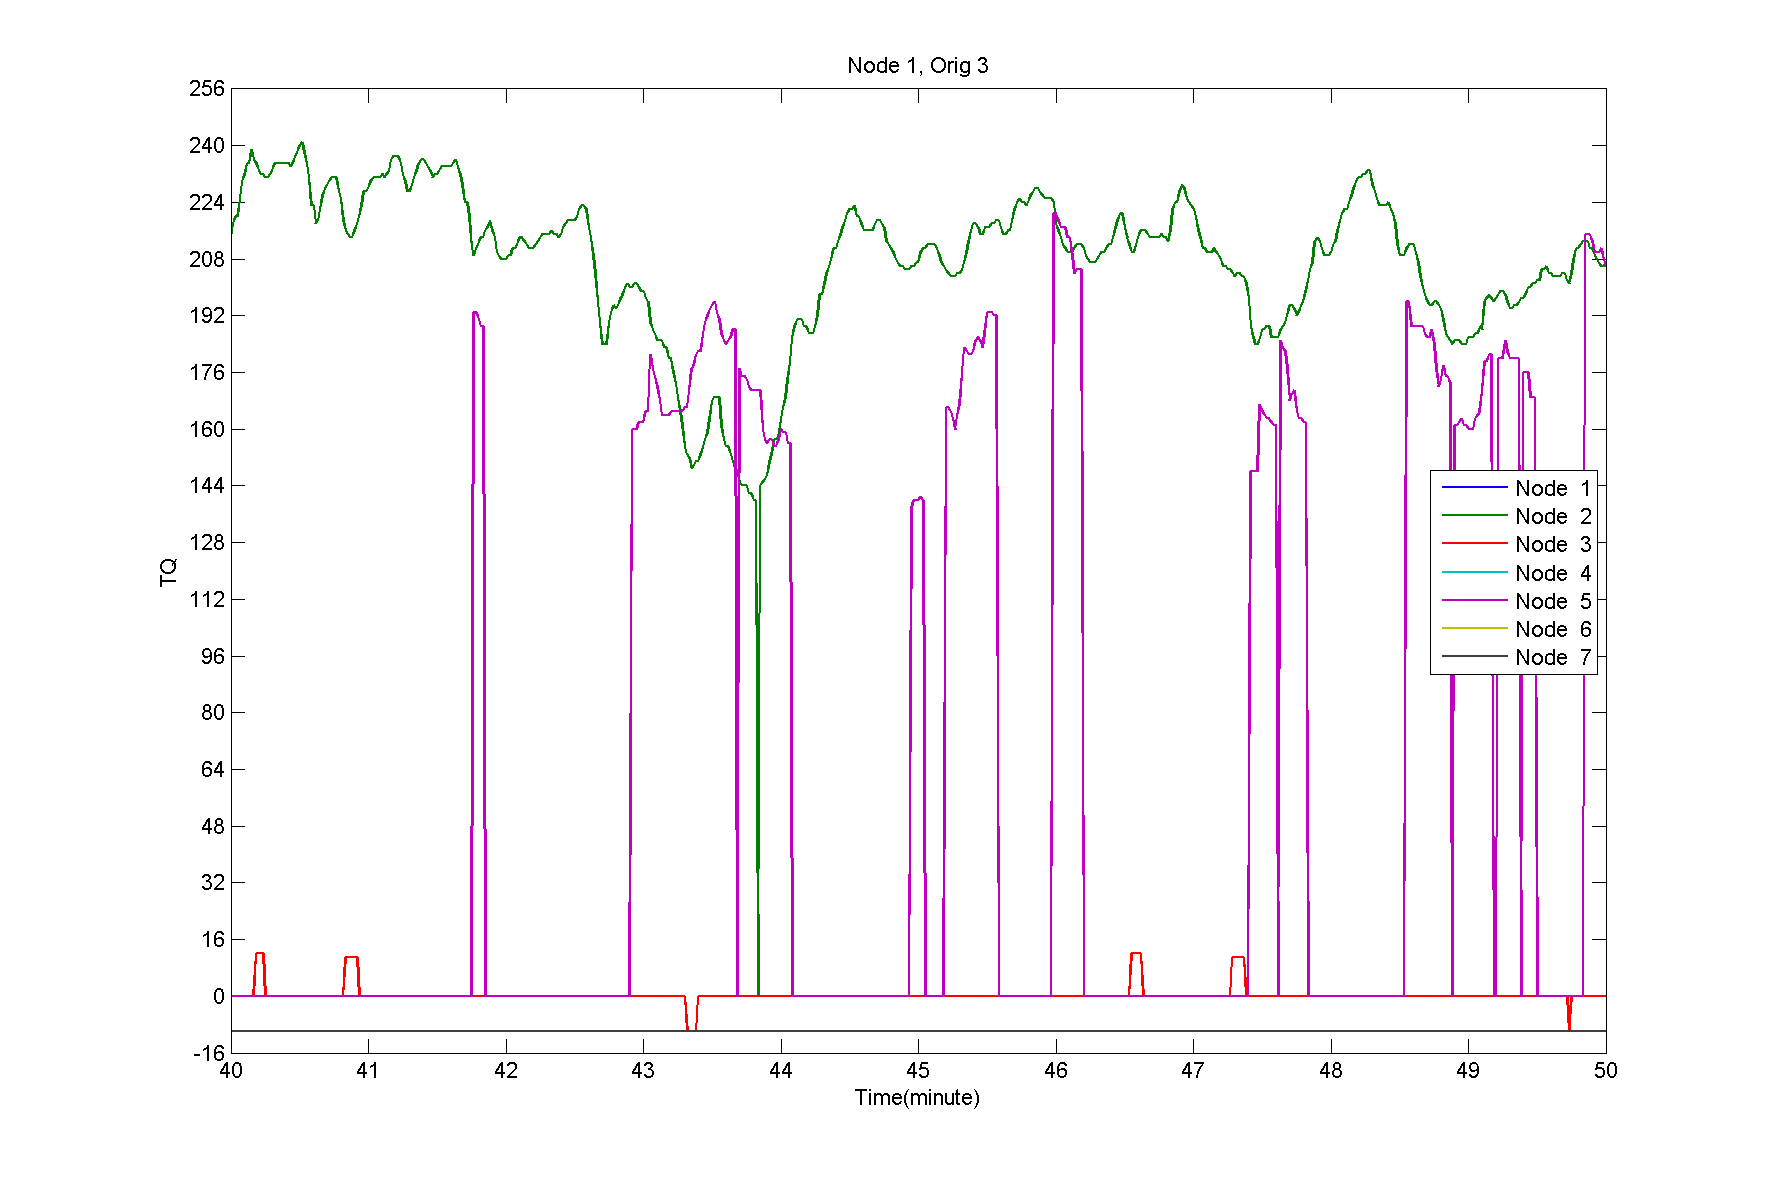 Node 1, Orig 3
256
240
224
208
192
176
160
144
128
112
96
80
64
48
32
16
0
-16
TQ
Node 1
Node 2
Node 3
Node 4
Node 5
Node 6
Node 7
40 41 42 43 44 45 46 47 48 49 50
Time(minute)